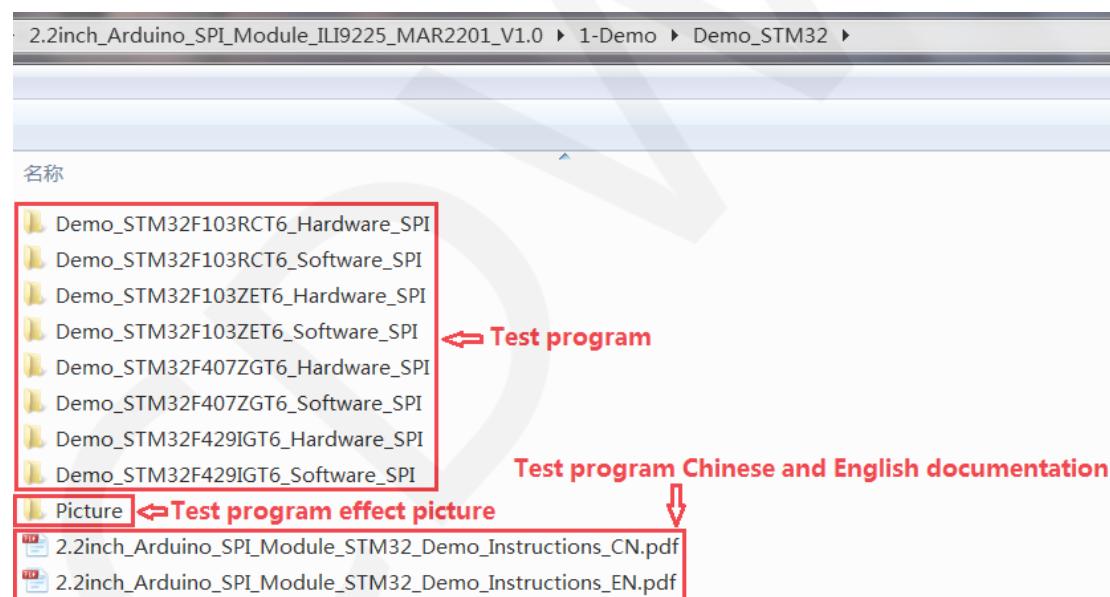 2.2inch_Arduino_SPI_Module_ILI9225_MAR2201_V1.0 ▸ 1-Demo ▸ Demo_STM32 ▸
名称
Demo_STM32F103RCT6_Hardware_SPI
Demo_STM32F103RCT6_Software_SPI
Demo_STM32F103ZET6_Hardware_SPI
Demo_STM32F103ZET6_Software_SPI
Test program
Demo_STM32F407ZGT6_Hardware_SPI
Demo_STM32F407ZGT6_Software_SPI
Demo_STM32F429IGT6_Hardware_SPI
Demo_STM32F429IGT6_Software_SPI
Test program Chinese and English documentation
Picture
Test program effect picture
2.2inch_Arduino_SPI_Module_STM32_Demo_Instructions_CN.pdf
2.2inch_Arduino_SPI_Module_STM32_Demo_Instructions_EN.pdf